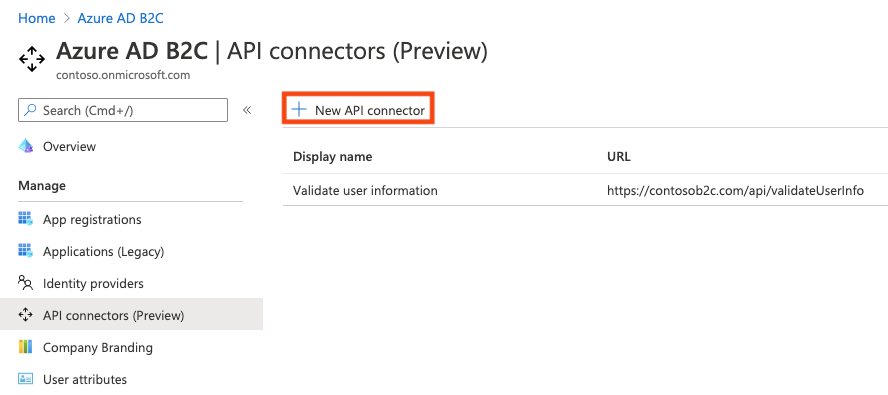 Home > Azure AD B2C
Azure AD B2C | API connectors (Preview)
contoso.onmicrosoft.com
Search (Cmd+/)
«
Overview
Manage
App registrations
Applications (Legacy)
Identity providers
API connectors (Preview)
Company Branding
User attributes
New API connector
Display name URL
Validate user information https://contosob2c.com/api/validateUserInfo